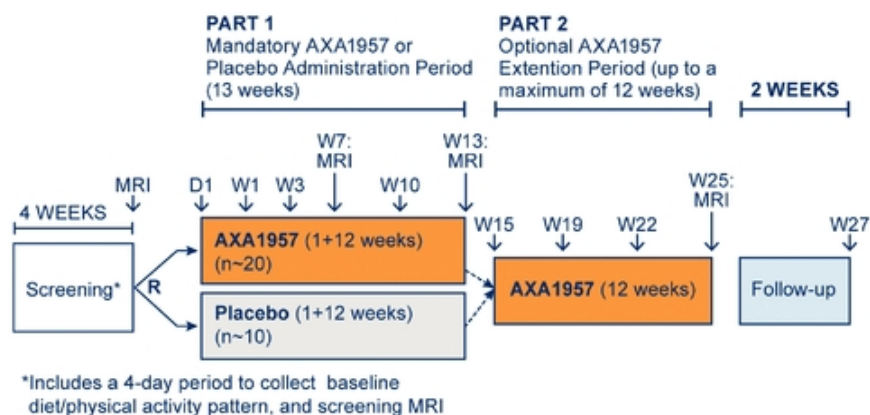 PART 1
Mandatory AXA1957 or
Placebo Administration Period
(13 weeks)
PART 2
Optional AXA1957
Extention Period (up to a
maximum of 12 weeks)
2 WEEKS
4 WEEKS
MRI
D1
W1
W3
W7:
MRI
W10
W13:
MRI
W15
W19
W22
W25:
MRI
W27
Screening*
R
AXA1957 (1+12 weeks)
(n~20)
Placebo (1+12 weeks)
(n~10)
AXA1957 (12 weeks)
Follow-up
*Includes a 4-day period to collect baseline
diet/physical activity pattern, and screening MRI